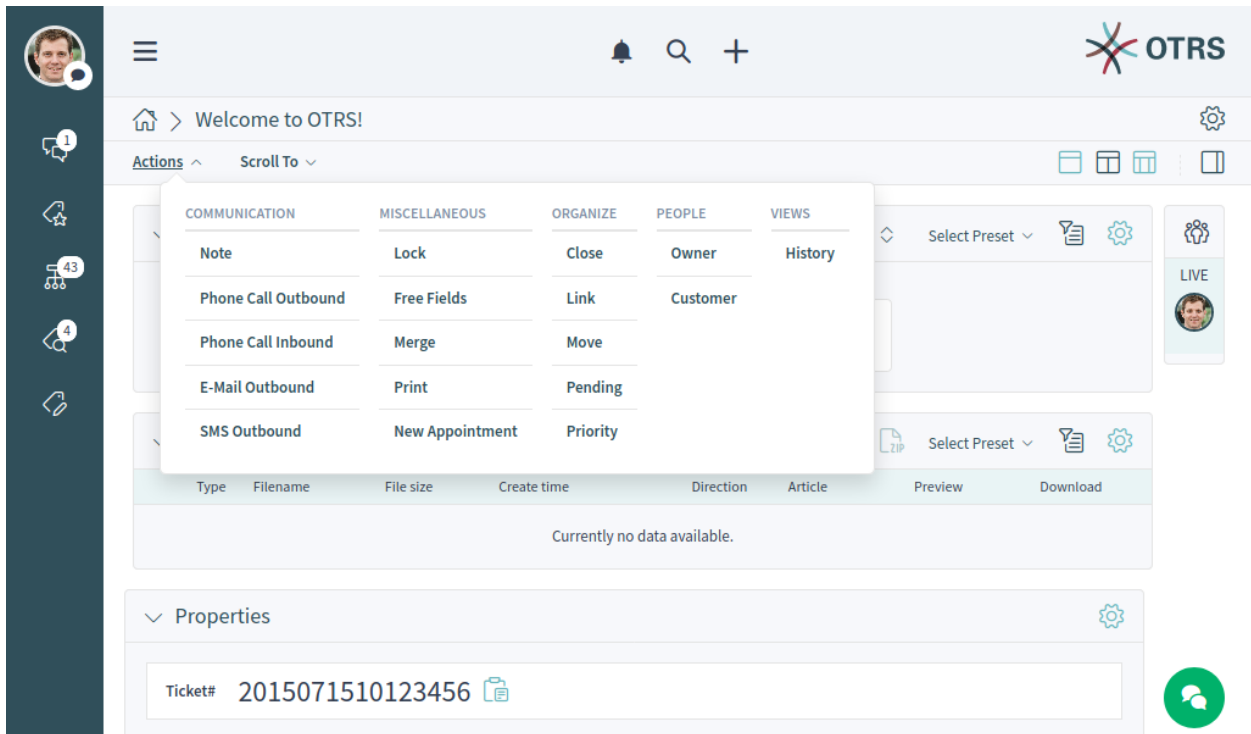 OTRS
Welcome to OTRS!
1
Actions Scroll To
COMMUNICATION MISCELLANEOUS ORGANIZE PEOPLE VIEWS
Select Preset
Note Lock Close Owner History
43
LIVE
Phone Call Outbound Free Fields Link Customer
4
Phone Call Inbound Merge Move
E-Mail Outbound Print Pending
SMS Outbound New Appointment Priority
ZIP Select Preset
Type Filename File size Create time Direction Article Preview Download
Currently no data available.
Properties
Ticket# 2015071510123456